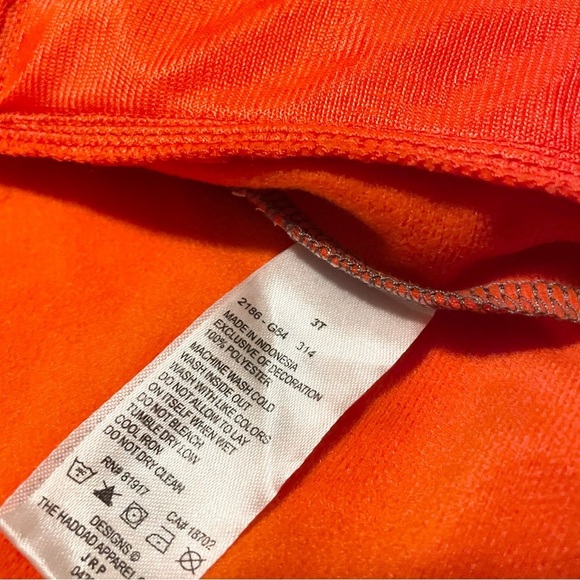 3T
2186 - G54 314
MADE IN INDONESIA
EXCLUSIVE OF DECORATION
100% POLYESTER
MACHINE WASH COLD
WASH INSIDE OUT
WASH WITH LIKE COLORS
DO NOT ALLOW TO LAY
ON ITSELF WHEN WET
DO NOT BLEACH
TUMBLE DRY LOW
COOL IRON
DO NOT DRY CLEAN
RN# 81917 CA# 18702
DESIGNS ©
THE HADDAD APPAREL
J R P